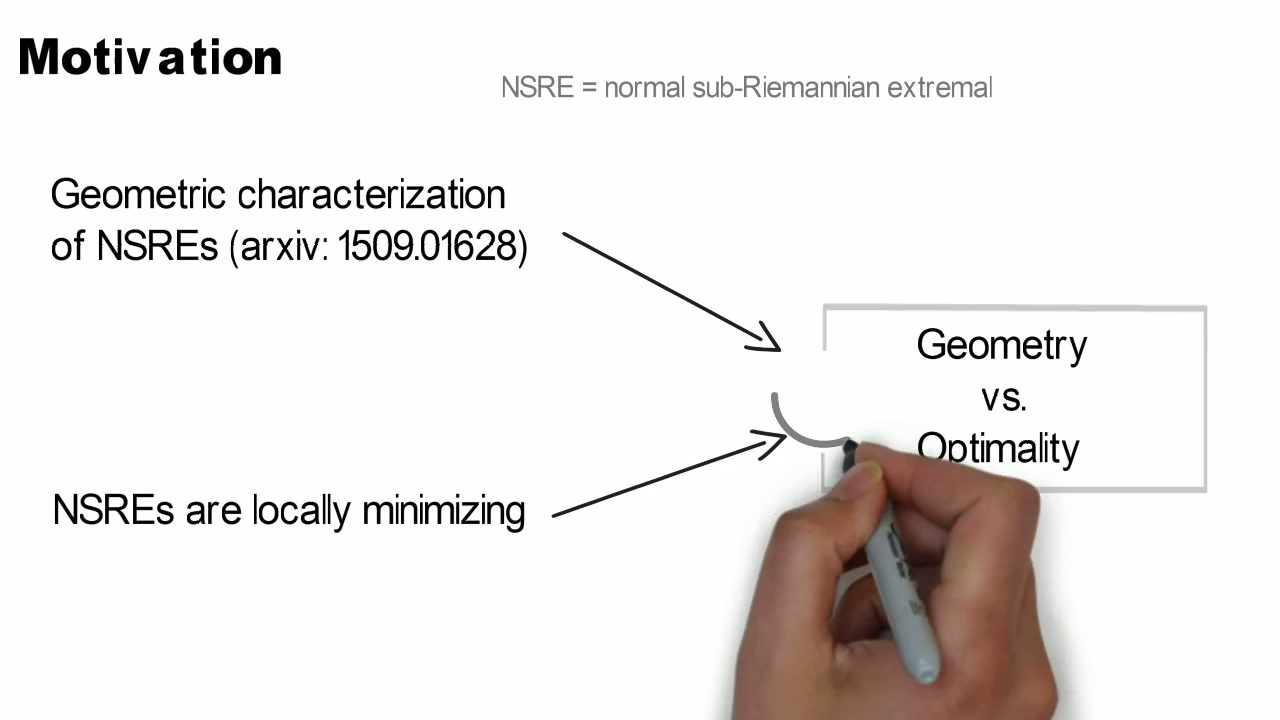 Motivation
NSRE = normal sub-Riemannian extremal
Geometric characterization
of NSREs (arxiv: 1509.01628)
NSREs are locally minimizing
Geometry
vs.
Optimality